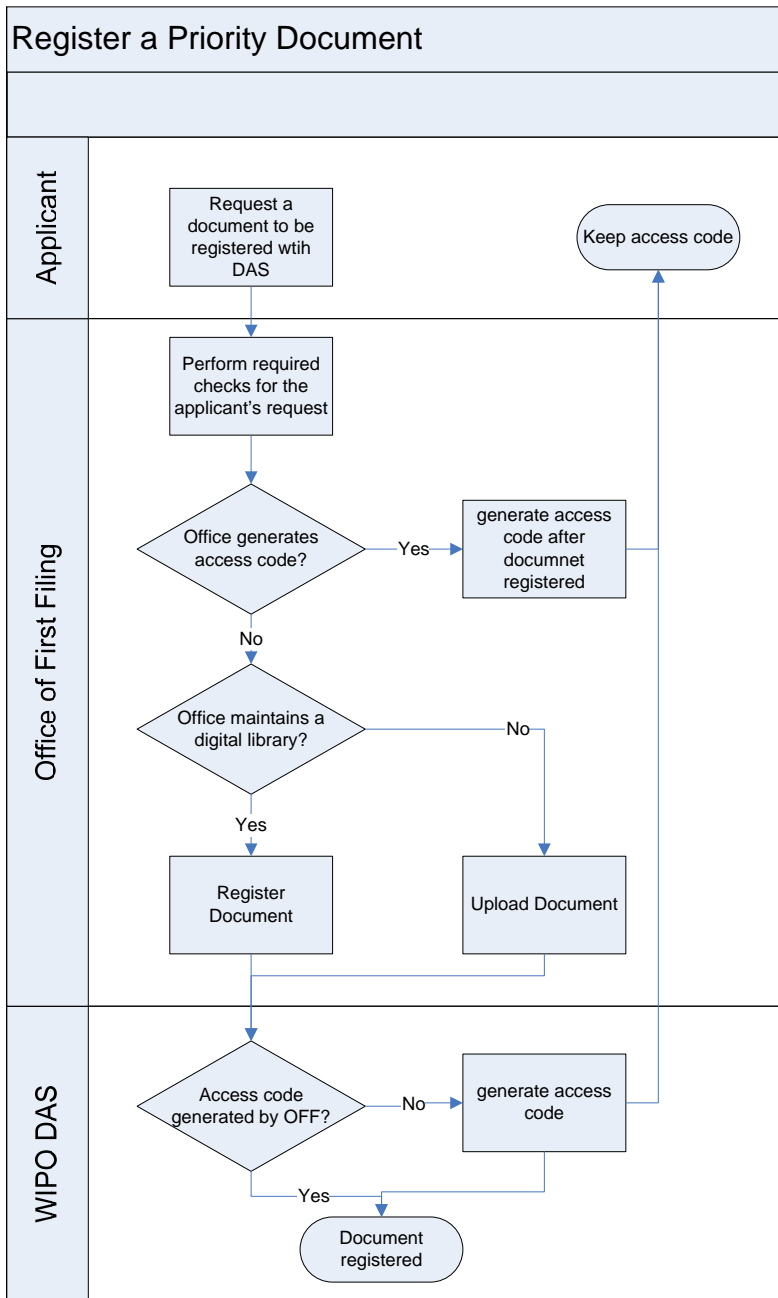 Register a Priority Document
Applicant
Request a
document to be
registered wtih
DAS
Keep access code
Office of First Filing
Perform required
checks for the
applicant's request
Office generates
access code?
Yes
generate access
code after
documnet
registered
No
Office maintains a
digital library?
No
Yes
Register
Document
Upload Document
WIPO DAS
Access code
generated by OFF?
No
generate access
code
Yes
Document
registered